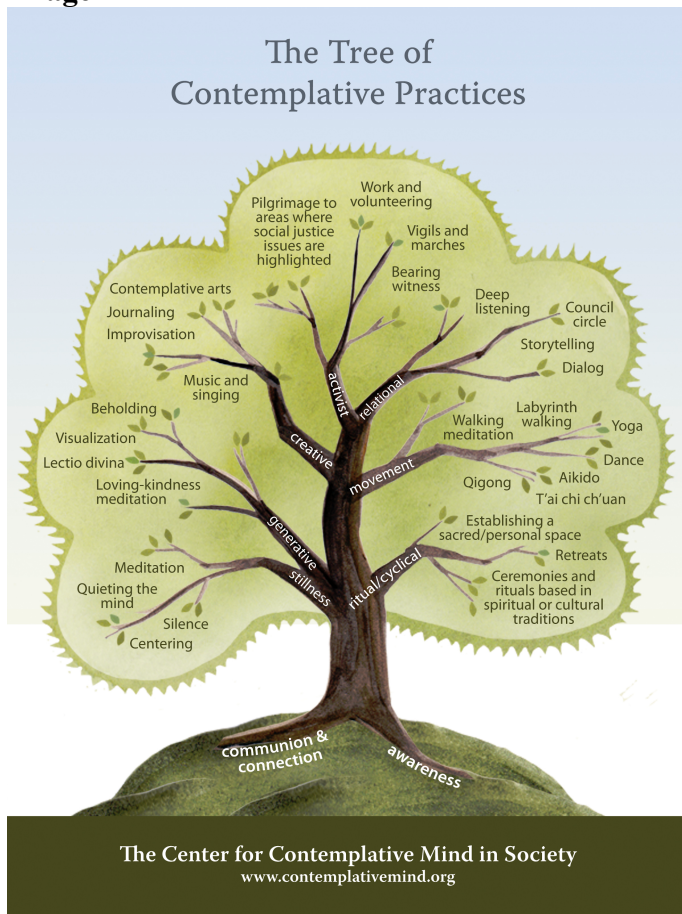 The Tree of
Contemplative Practices
Work and
volunteering
Pilgrimage to
areas where
social justice
issues are
highlighted
Vigils and
marches
Bearing
witness
Contemplative arts
Journaling
Improvisation
Music and
singing
Deep
listening
Council
circle
Storytelling
Dialog
activist
relational
creative
movement
Beholding
Visualization
Lectio divina
Loving-kindness
meditation
Walking
meditation
Labyrinth
walking
Yoga
Dance
Qigong
Aikido
T'ai chi ch'uan
generative
stillness
ritual/cyclical
Establishing a
sacred/personal space
Retreats
Ceremonies and
rituals based in
spiritual or cultural
traditions
Meditation
Quieting the
mind
Silence
Centering
communion &
connection
awareness
The Center for Contemplative Mind in Society
www.contemplativemind.org